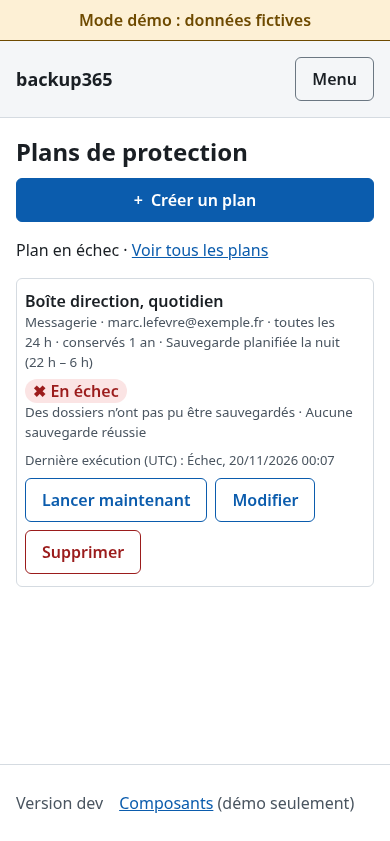 Mode démo : données fictives
backup365
Menu
Plans de protection
+ Créer un plan
Plan en échec · Voir tous les plans
Boîte direction, quotidien
Messagerie · marc.lefevre@exemple.fr · toutes les
24 h · conservés 1 an · Sauvegarde planifiée la nuit
(22 h – 6 h)
✖ En échec
Des dossiers n’ont pas pu être sauvegardés · Aucune
sauvegarde réussie
Dernière exécution (UTC) : Échec, 20/11/2026 00:07
Lancer maintenant
Modifier
Supprimer
Version dev Composants (démo seulement)